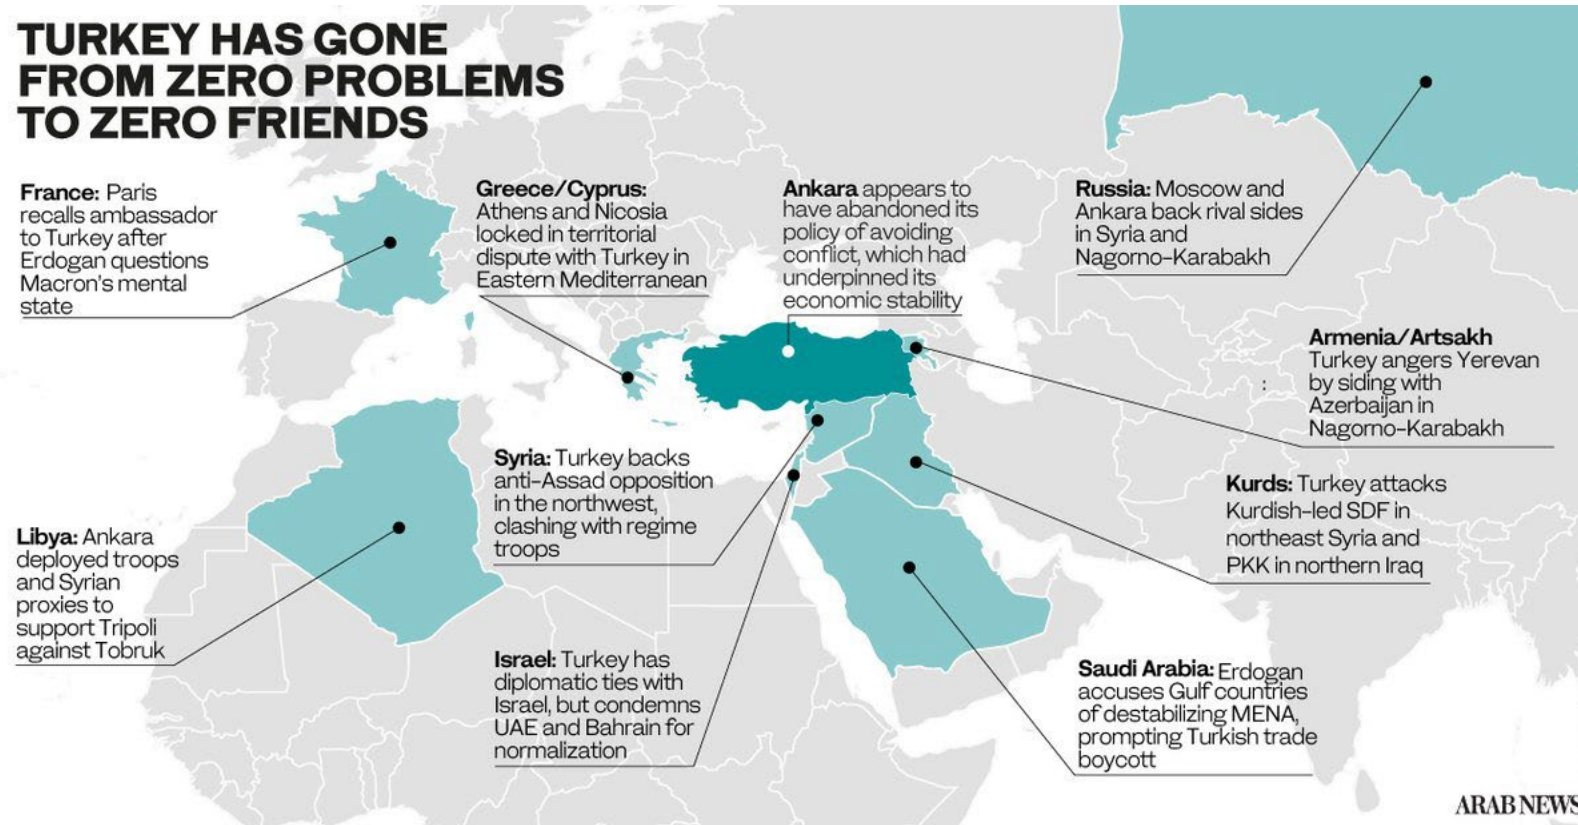 TURKEY HAS GONE
FROM ZERO PROBLEMS
TO ZERO FRIENDS
France: Paris
recalls ambassador
to Turkey after
Erdogan questions
Macron's mental
state
Greece/Cyprus:
Athens and Nicosia
locked in territorial
dispute with Turkey in
Eastern Mediterranean
Ankara appears to
have abandoned its
policy of avoiding
conflict, which had
underpinned its
economic stability
Russia: Moscow and
Ankara back rival sides
in Syria and
Nagorno-Karabakh
Armenia/Artsakh
Turkey angers Yerevan
: by siding with
Azerbaijan in
Nagorno-Karabakh
Syria: Turkey backs
anti-Assad opposition
in the northwest,
clashing with regime
troops
Kurds: Turkey attacks
Kurdish-led SDF in
northeast Syria and
PKK in northern Iraq
Libya: Ankara
deployed troops
and Syrian
proxies to
support Tripoli
against Tobruk
Israel: Turkey has
diplomatic ties with
Israel, but condemns
UAE and Bahrain for
normalization
Saudi Arabia: Erdogan
accuses Gulf countries
of destabilizing MENA,
prompting Turkish trade
boycott
ARAB NEWS